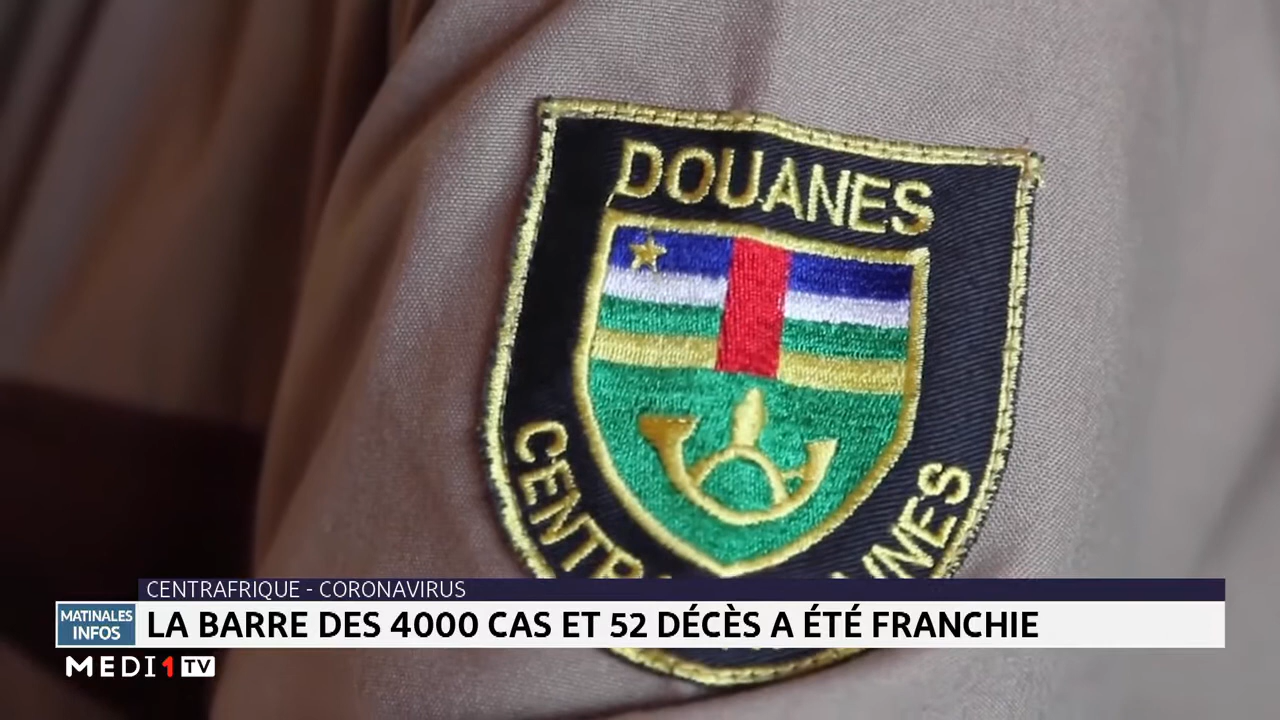 DOUANES
CENTRAFRIQUE - CORONAVIRUS
MATINALES
INFOS
LA BARRE DES 4000 CAS ET 52 DÉCÈS A ÉTÉ FRANCHIE
MEDI1TV